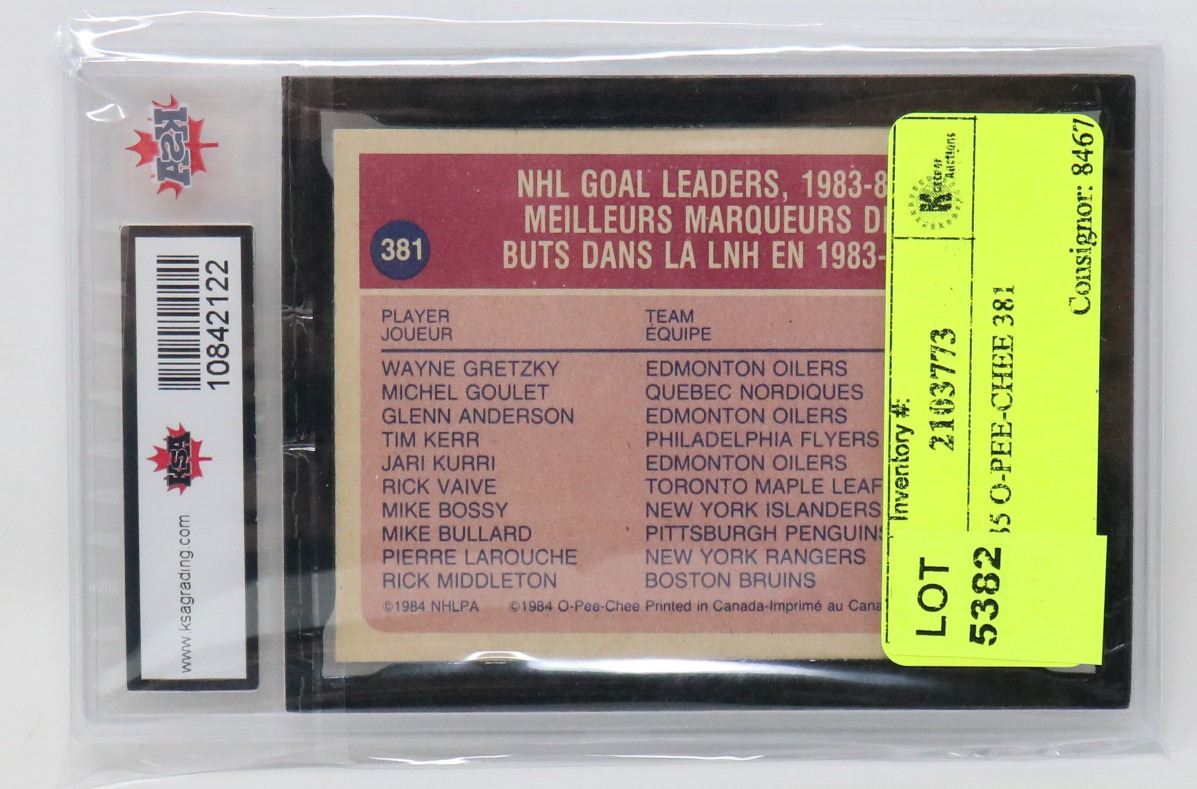 KSA
10842122
KSA
www.ksagrading.com
NHL GOAL LEADERS, 1983-8
MEILLEURS MARQUEURS
BUTS DANS LA LNH EN 1983-
381
PLAYER TEAM
JOUEUR ÉQUIPE
WAYNE GRETZKY EDMONTON OILERS
MICHEL GOULET QUEBEC NORDIQUES
GLENN ANDERSON EDMONTON OILERS
TIM KERR PHILADELPHIA FLYERS
JARI KURRI EDMONTON OILERS
RICK VAIVE TORONTO MAPLE LEAF
MIKE BOSSY NEW YORK ISLANDERS
MIKE BULLARD PITTSBURGH PENGUINS
PIERRE LAROUCHE NEW YORK RANGERS
RICK MIDDLETON BOSTON BRUINS
©1984 NHLPA ©1984 O-Pee-Chee Printed in Canada-Imprimé au Cana
Kastner Auctions
Inventory #:
2103773
O-PEE-CHEE 381
Consignor: 8467
LOT
5382